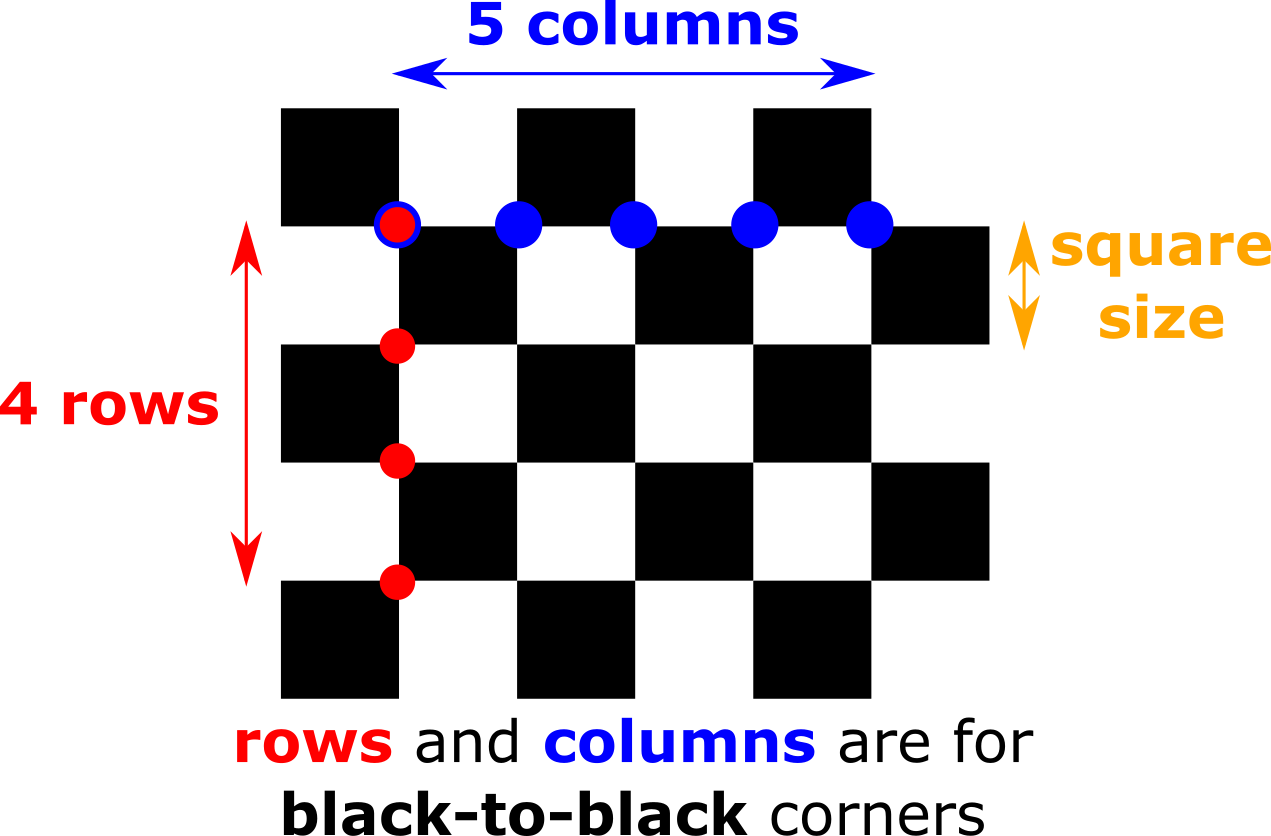 5 columns
square
size
4 rows
rows and columns are for
black-to-black corners